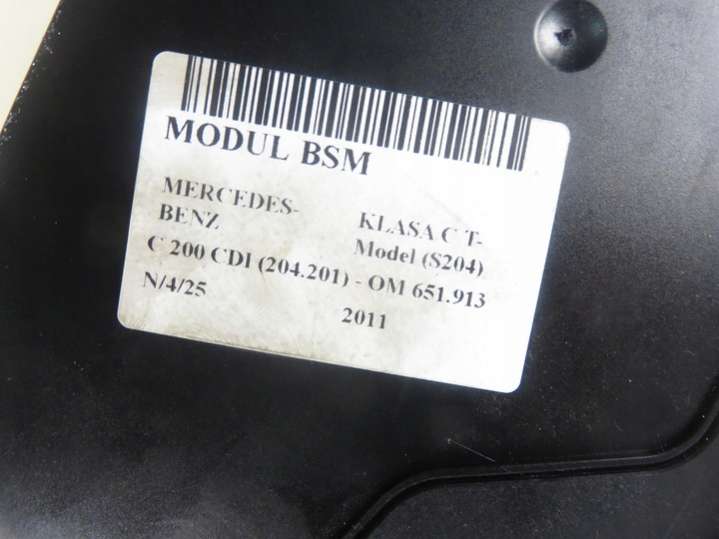 MODUL BSM
MERCEDES-
BENZ
KLASA C T-
Model (S204)
C 200 CDI (204.201) - OM 651.913
N/4/25
2011